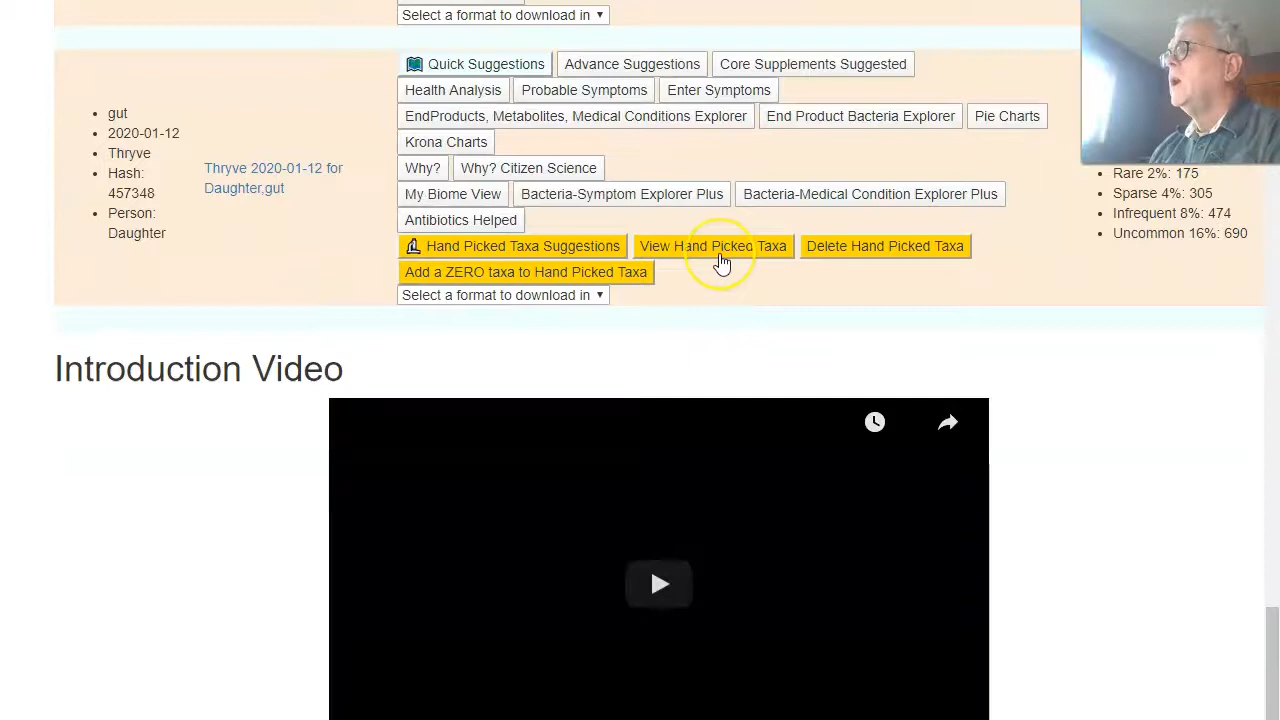 Select a format to download in
Quick Suggestions Advance Suggestions Core Supplements Suggested
Health Analysis Probable Symptoms Enter Symptoms
EndProducts, Metabolites, Medical Conditions Explorer End Product Bacteria Explorer Pie Charts
Krona Charts
Why? Why? Citizen Science
My Biome View Bacteria-Symptom Explorer Plus Bacteria-Medical Condition Explorer Plus
Antibiotics Helped
Hand Picked Taxa Suggestions View Hand Picked Taxa Delete Hand Picked Taxa
Add a ZERO taxa to Hand Picked Taxa
Select a format to download in
gut
2020-01-12
Thryve
Hash:
457348
Person:
Daughter
Thryve 2020-01-12 for
Daughter,gut
Rare 2%: 175
Sparse 4%: 305
Infrequent 8%: 474
Uncommon 16%: 690
Introduction Video